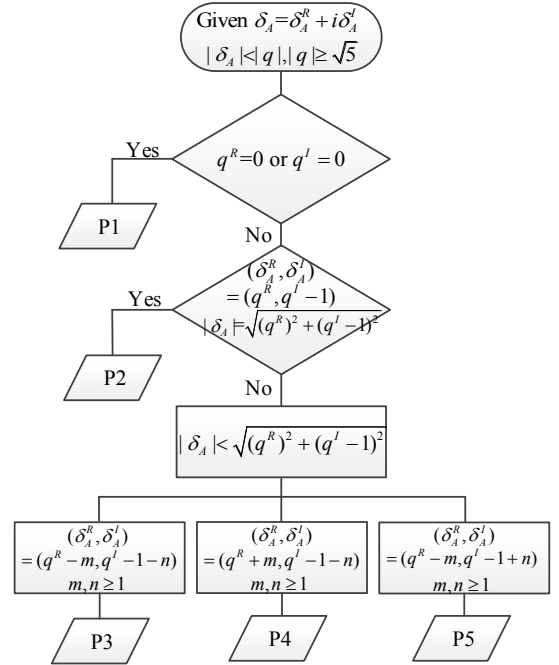 Given δ_A=δ_A^R+iδ_A^I
|δ_A|<|q|,|q|≥√5
Yes
q^R=0 or q^I=0
P1
No
(δ_A^R,δ_A^I)
Yes
=(q^R,q^I−1)
|δ_A|=√((q^R)^2+(q^I−1)^2)
P2
No
|δ_A|<√((q^R)^2+(q^I−1)^2)
(δ_A^R,δ_A^I)
=(q^R−m,q^I−1−n)
m,n≥1
(δ_A^R,δ_A^I)
=(q^R+m,q^I−1−n)
m,n≥1
(δ_A^R,δ_A^I)
=(q^R−m,q^I−1+n)
m,n≥1
P3
P4
P5